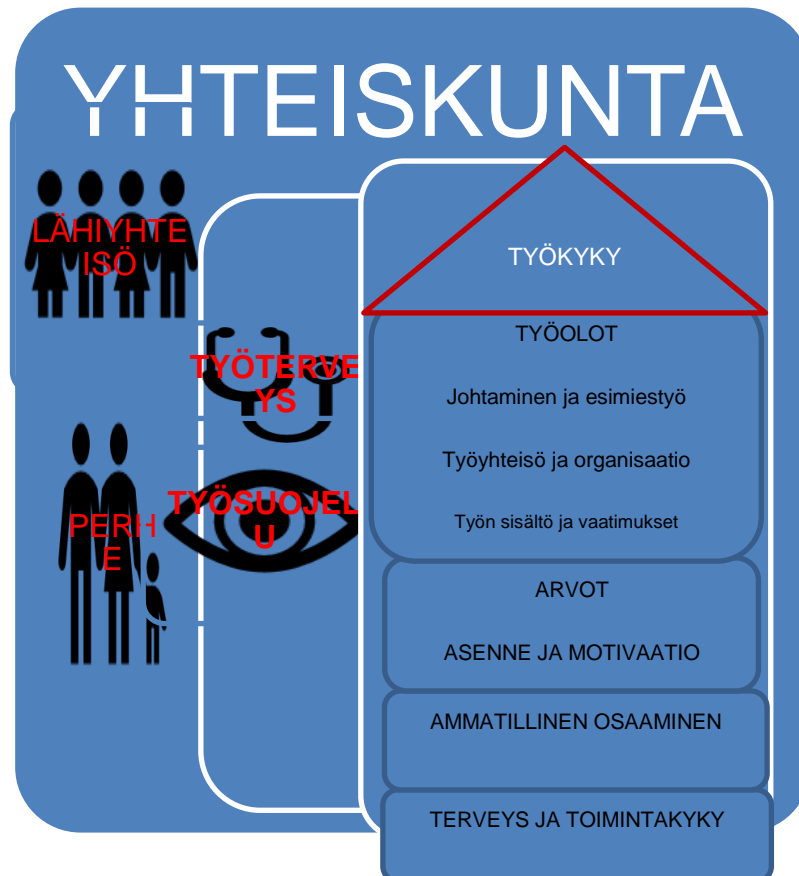 YHTEISKUNTA
LÄHIYHTE
ISÖ
TYÖTERVE
YS
PERH
E
TYÖSUOJEL
U
TYÖKYKY
TYÖOLOT
Johtaminen ja esimiestyö
Työyhteisö ja organisaatio
Työn sisältö ja vaatimukset
ARVOT
ASENNE JA MOTIVAATIO
AMMATILLINEN OSAAMINEN
TERVEYS JA TOIMINTAKYKY